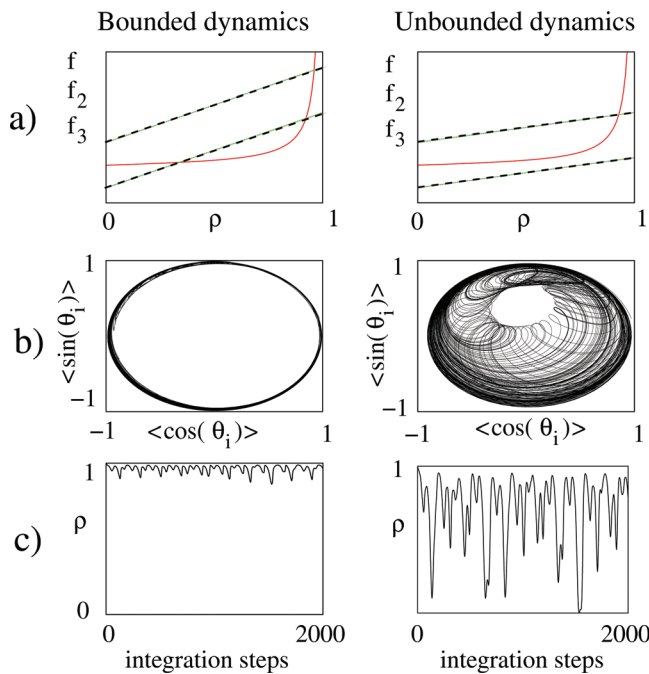 Bounded dynamics
Unbounded dynamics
a)
f
f2
f3
0
ρ
1
f
f2
f3
0
ρ
1
b)
1
<sin(θi)>
-1
-1
<cos(θi)>
1
1
<sin(θi)>
-1
-1
<cos(θi)>
1
c)
1
ρ
0
0
2000
integration steps
1
ρ
0
2000
integration steps